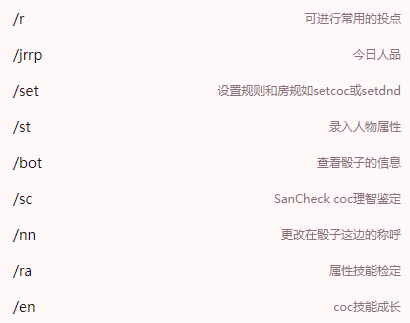 /r 可进行常用的投点
/jrrp 今日人品
/set 设置规则和房规如setcoc或setdnd
/st 录入人物属性
/bot 查看骰子的信息
/sc SanCheck coc理智鉴定
/nn 更改在骰子这边的称呼
/ra 属性技能检定
/en coc技能成长